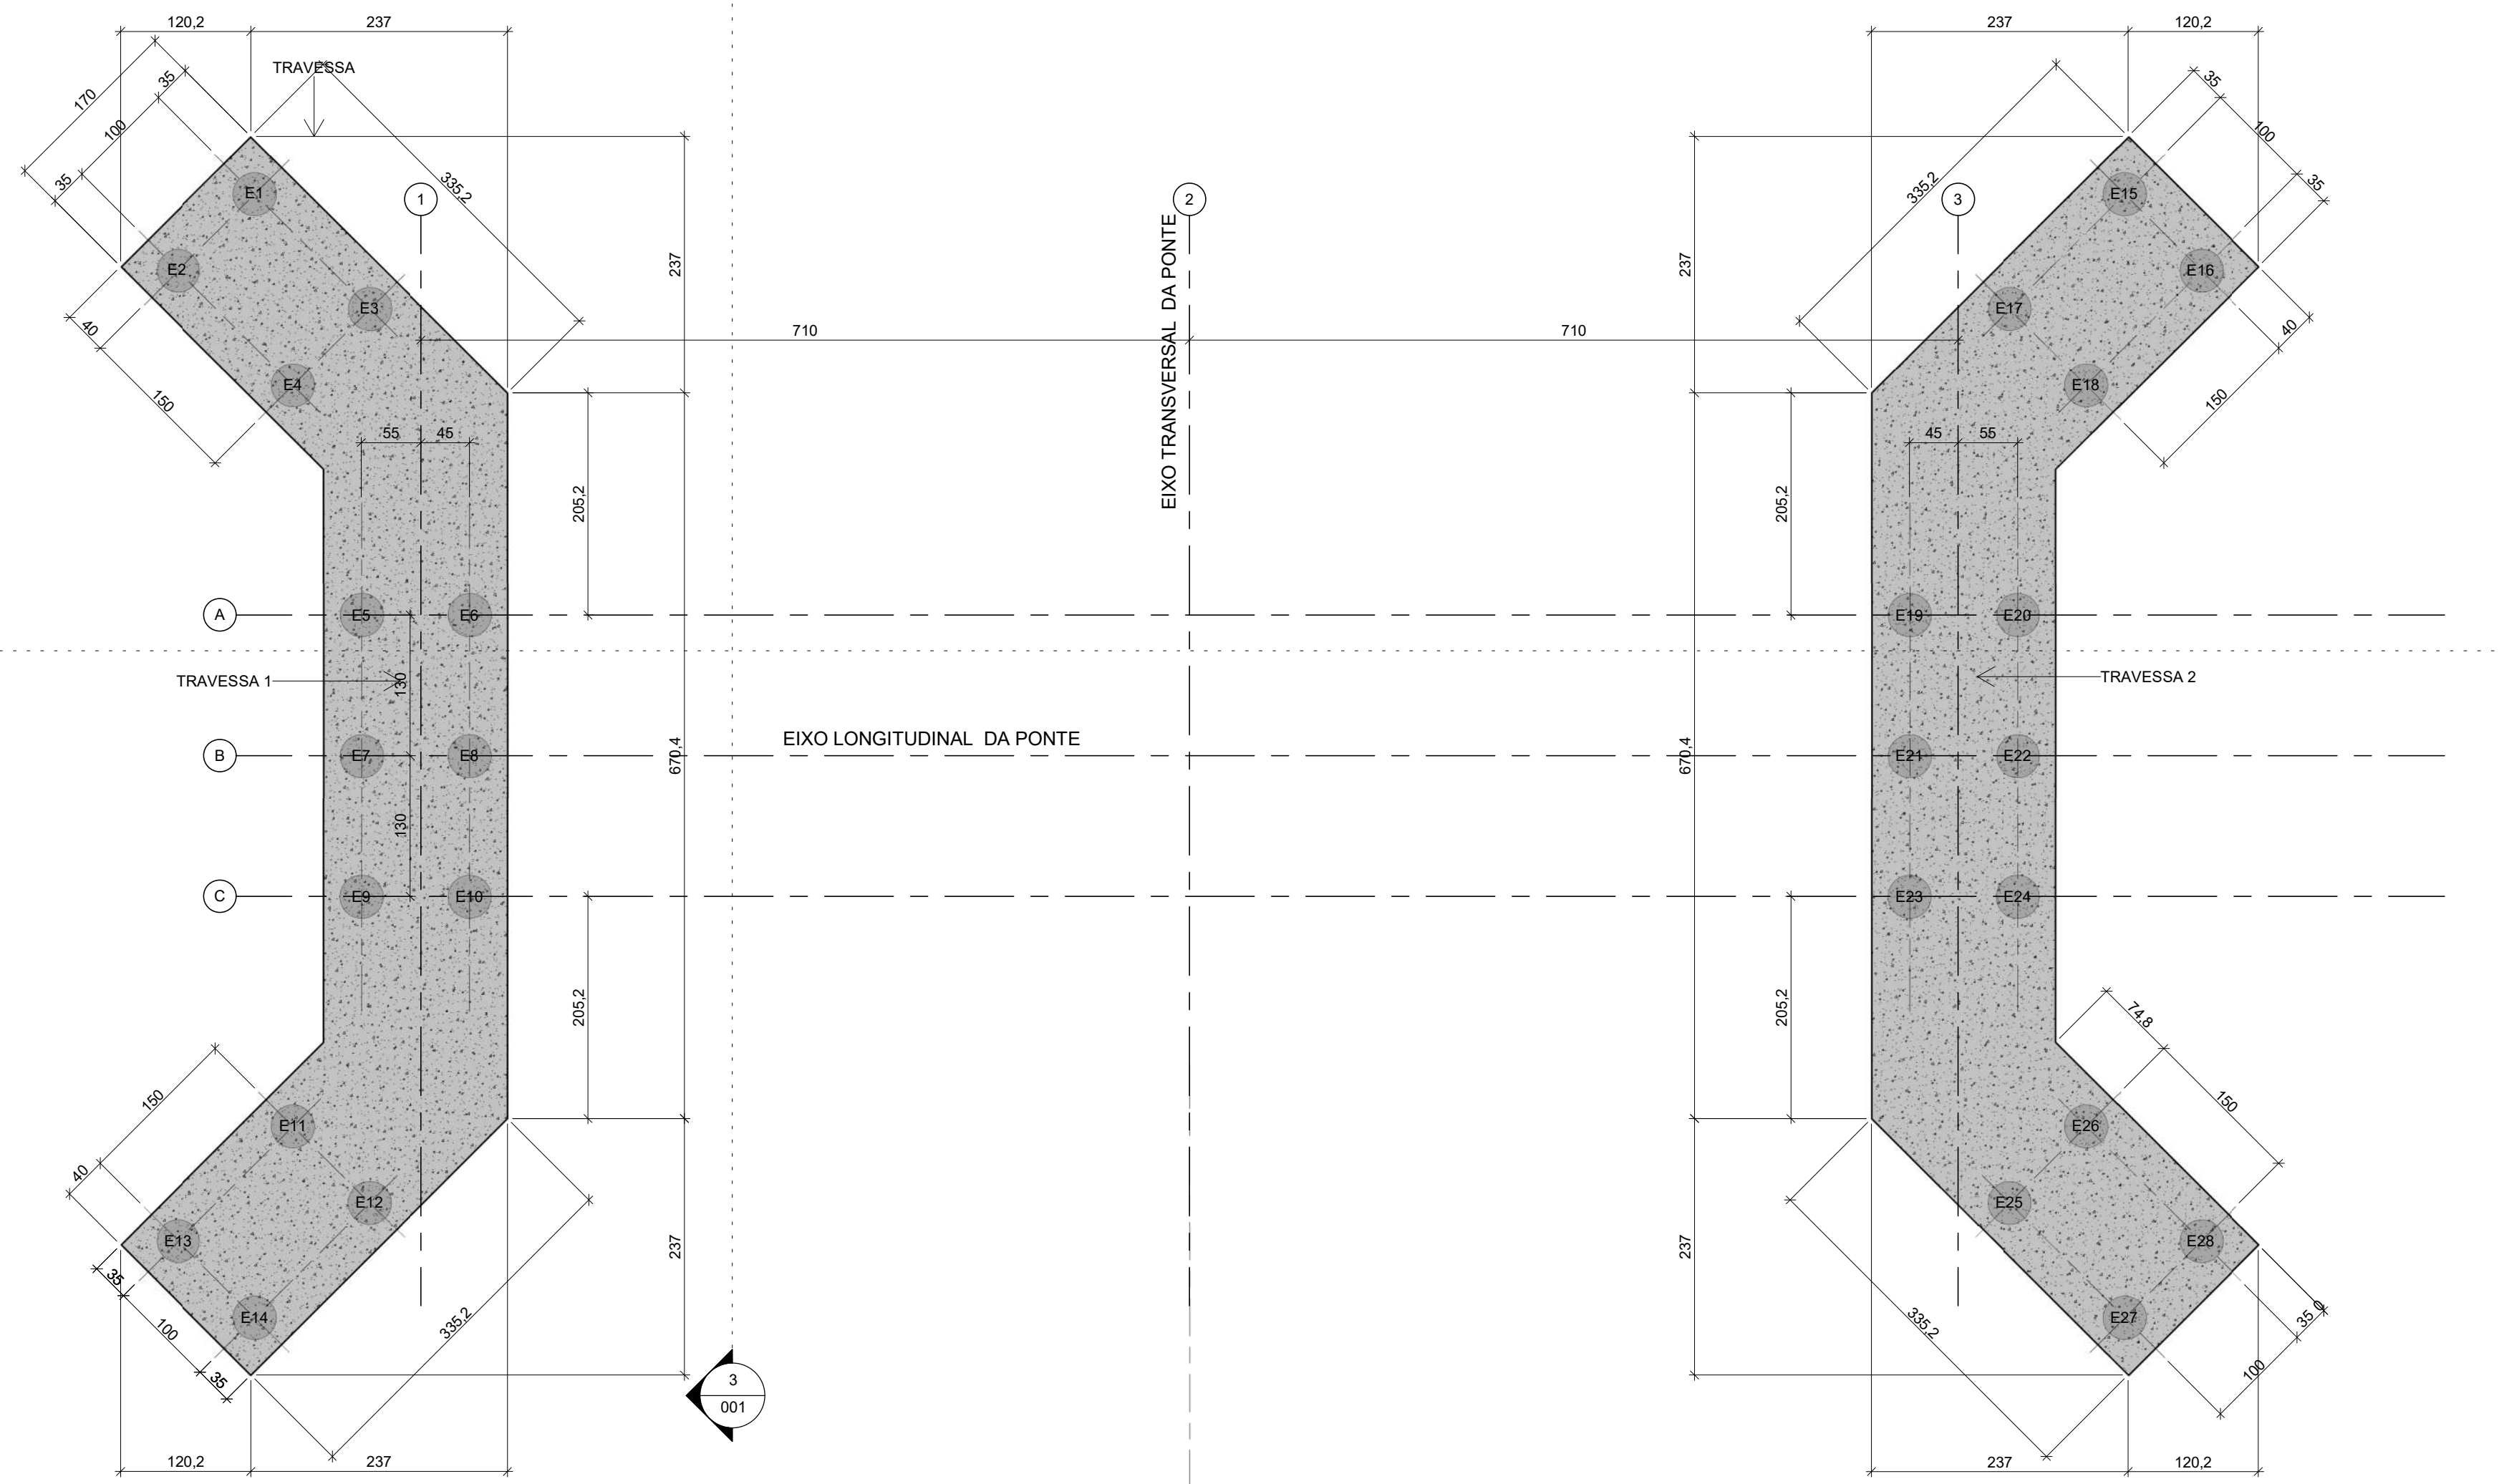 120,2
237
237
120,2
TRAVESSA
35
170
100
35
335,2
335,2
35
100
35
E1
E2
E3
E4
1
2
3
E15
E16
E17
E18
237
237
EIXO TRANSVERSAL DA PONTE
710
710
40
150
40
150
55
45
45
55
205,2
205,2
A
E5
E6
E19
E20
TRAVESSA 1
130
TRAVESSA 2
EIXO LONGITUDINAL DA PONTE
670,4
670,4
B
E7
E8
E21
E22
130
C
E9
E10
E23
E24
205,2
205,2
74,8
150
150
E11
E12
E13
E14
40
35
100
35
335,2
237
237
E26
E25
E28
E27
335,2
35,0
100
3
001
120,2
237
237
120,2